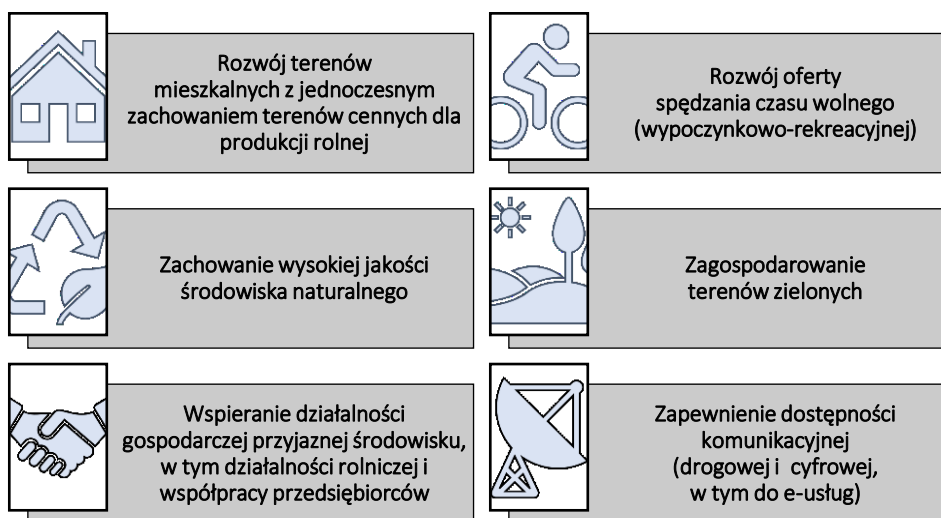 Rozwój terenów
mieszkalnych z jednoczesnym
zachowaniem terenów cennych dla
produkcji rolnej
Rozwój oferty
spędzania czasu wolnego
(wypoczynkowo-rekreacyjnej)
Zachowanie wysokiej jakości
środowiska naturalnego
Zagospodarowanie
terenów zielonych
Wspieranie działalności
gospodarczej przyjaznej środowisku,
w tym działalności rolniczej i
współpracy przedsiębiorców
Zapewnienie dostępności
komunikacyjnej
(drogowej i cyfrowej,
w tym do e-usług)